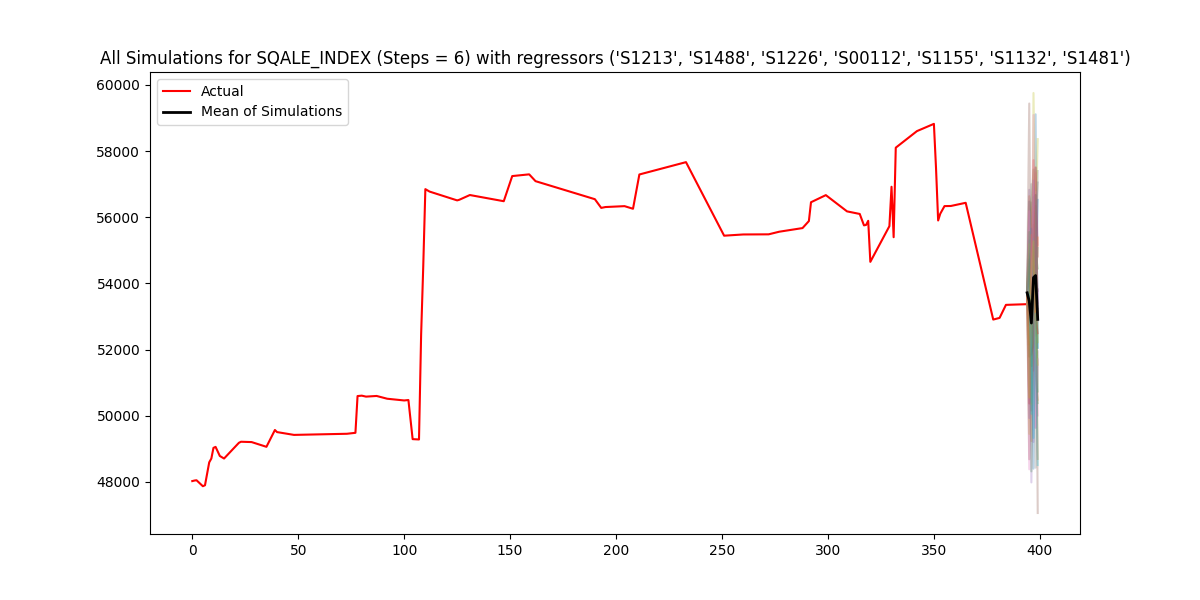 All Simulations for SQALE_INDEX (Steps = 6) with regressors ('S1213', 'S1488', 'S1226', 'S00112', 'S1155', 'S1132', 'S1481')
Actual
Mean of Simulations
60000
58000
56000
54000
52000
50000
48000
0 50 100 150 200 250 300 350 400